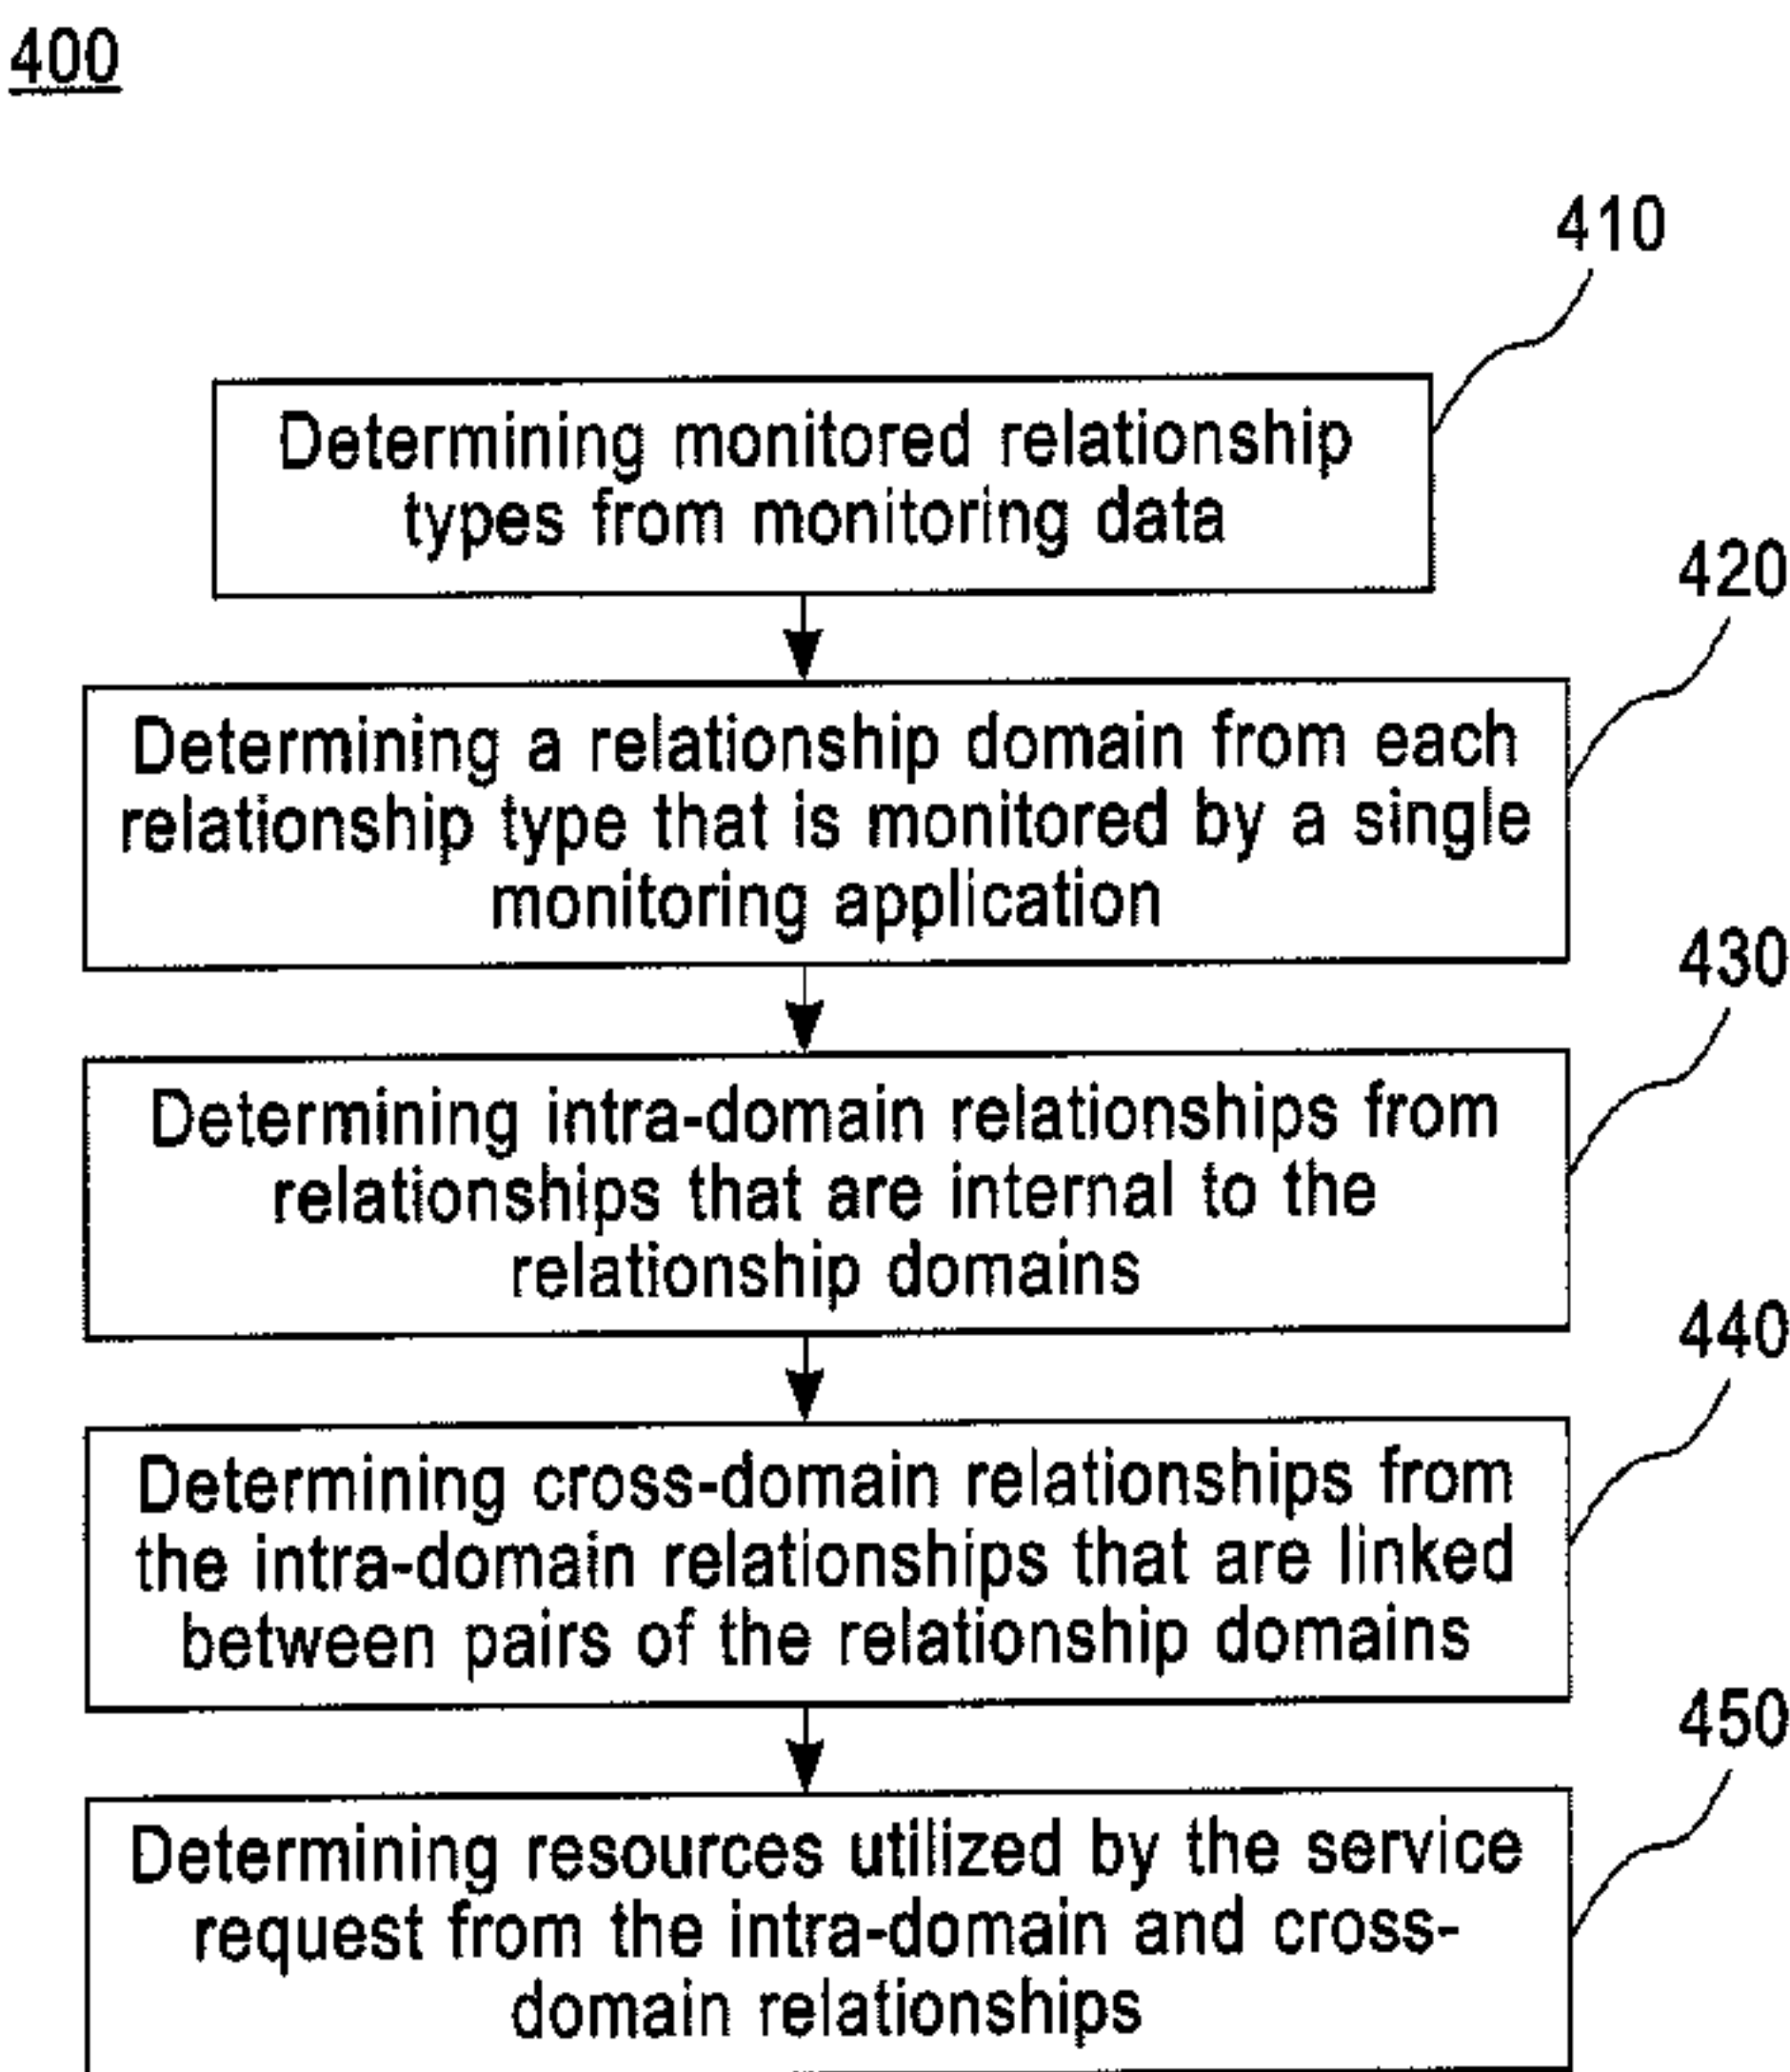 400
410
Determining monitored relationship
types from monitoring data
420
Determining a relationship domain from each
relationship type that is monitored by a single
monitoring application
430
Determining intra-domain relationships from
relationships that are internal to the
relationship domains
440
Determining cross-domain relationships from
the intra-domain relationships that are linked
between pairs of the relationship domains
450
Determining resources utilized by the service
request from the intra-domain and cross-
domain relationships